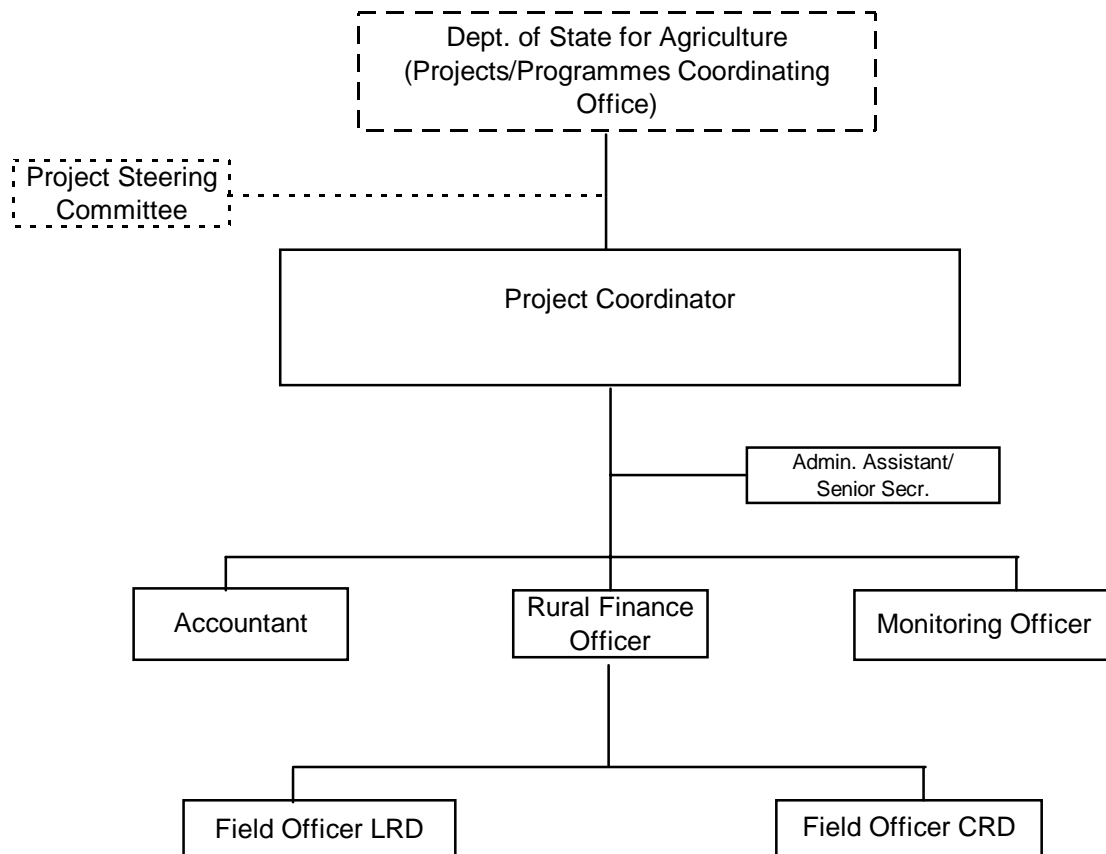 Dept. of State for Agriculture
(Projects/Programmes Coordinating
Office)
Project Steering
Committee
Project Coordinator
Admin. Assistant/
Senior Secr.
Accountant
Rural Finance
Officer
Monitoring Officer
Field Officer LRD
Field Officer CRD